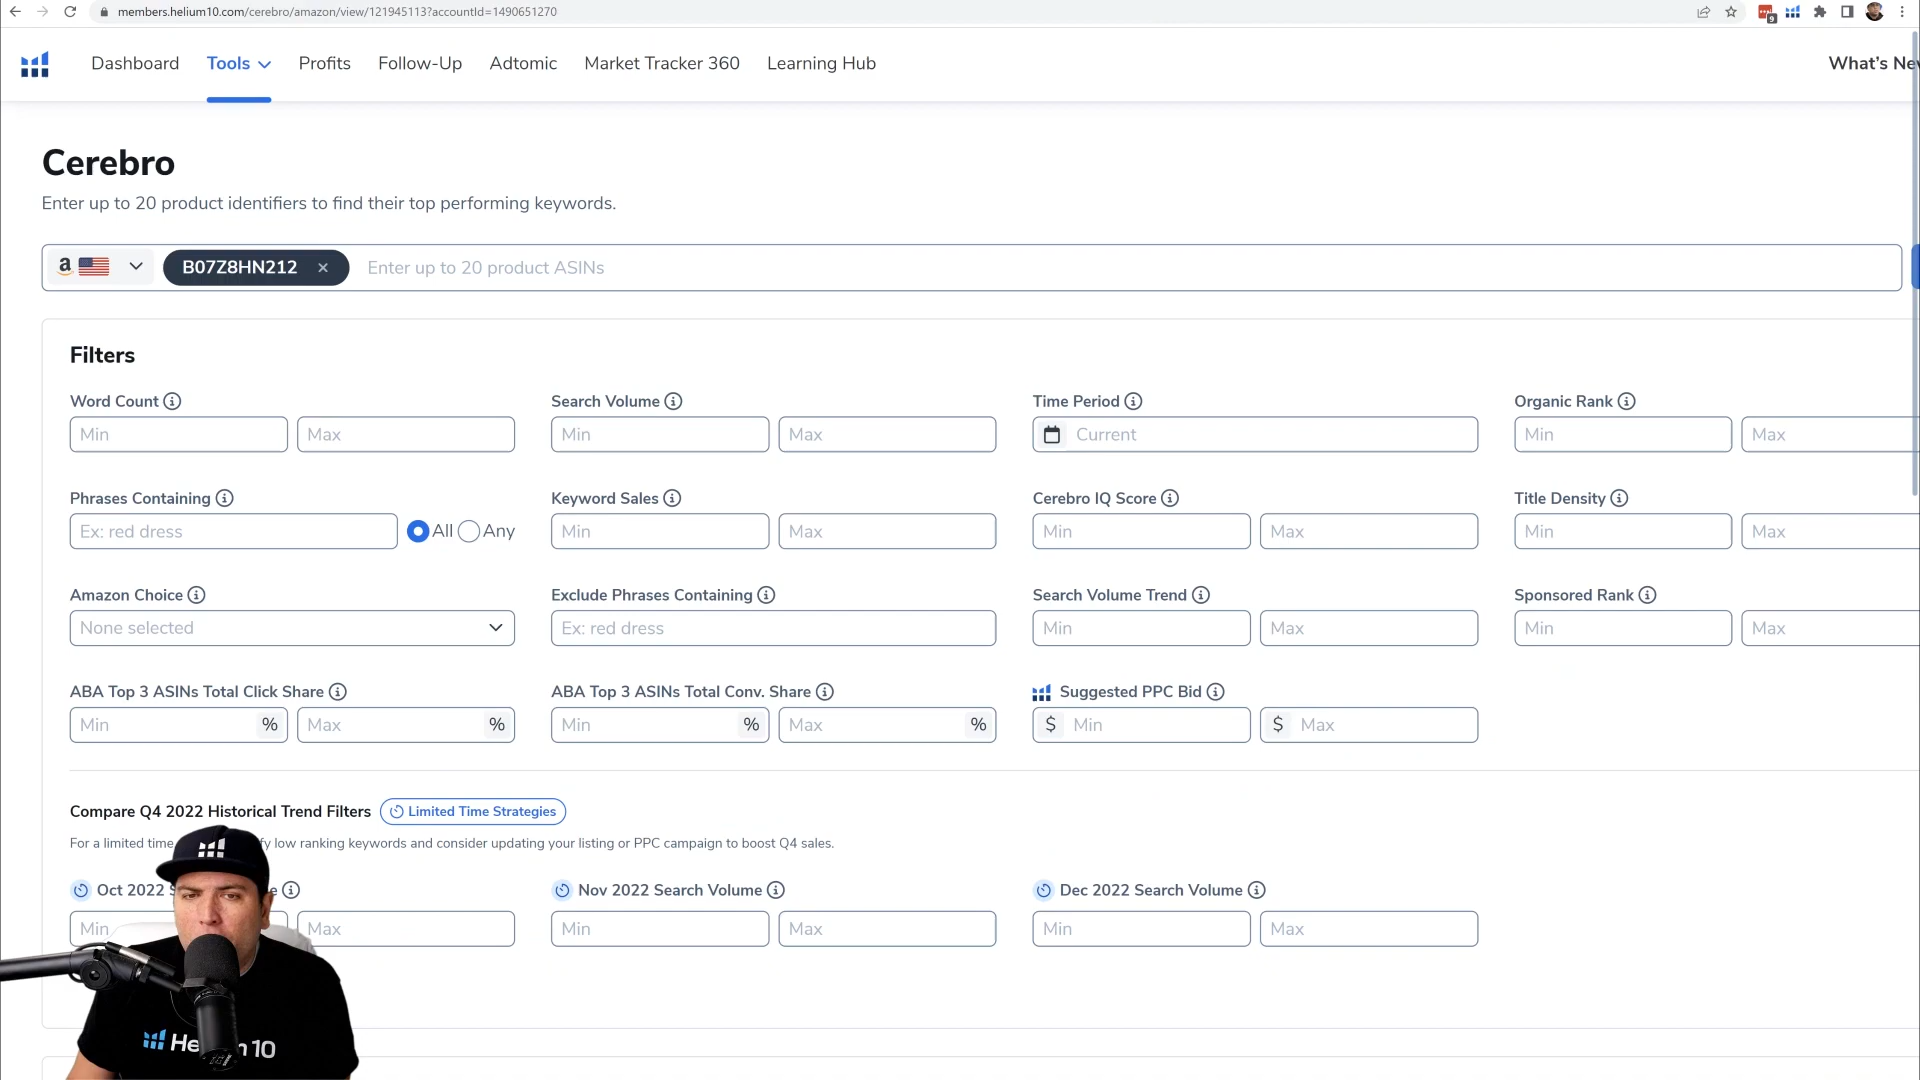 members.helium10.com/cerebro/amazon/view/121945113?accountId=1490651270
9
Dashboard Tools Profits Follow-Up Adtomic Market Tracker 360 Learning Hub What's Ne
Cerebro
Enter up to 20 product identifiers to find their top performing keywords.
a B07Z8HN212 × Enter up to 20 product ASINs
Filters
Word Count Search Volume Time Period Organic Rank
Min Max Min Max Current Min Max
Phrases Containing Keyword Sales Cerebro IQ Score Title Density
Ex: red dress All Any Min Max Min Max Min Max
Amazon Choice Exclude Phrases Containing Search Volume Trend Sponsored Rank
None selected Ex: red dress Min Max Min Max
ABA Top 3 ASINs Total Click Share ABA Top 3 ASINs Total Conv. Share Suggested PPC Bid
Min % Max % Min % Max % $ Min $ Max
Compare Q4 2022 Historical Trend Filters Limited Time Strategies
For a limited time fy low ranking keywords and consider updating your listing or PPC campaign to boost Q4 sales.
Oct 2022 S e Nov 2022 Search Volume Dec 2022 Search Volume
Min Max Min Max Min Max
He 10